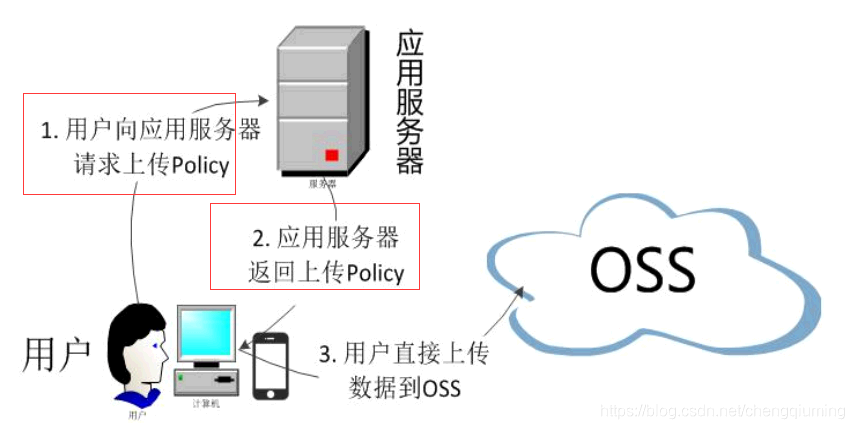 应用服务器
1. 用户向应用服务器
请求上传Policy
服务器
2. 应用服务器
返回上传Policy
OSS
用户
3. 用户直接上传
数据到OSS
计算机
用户
https://blog.csdn.net/chengqiuming